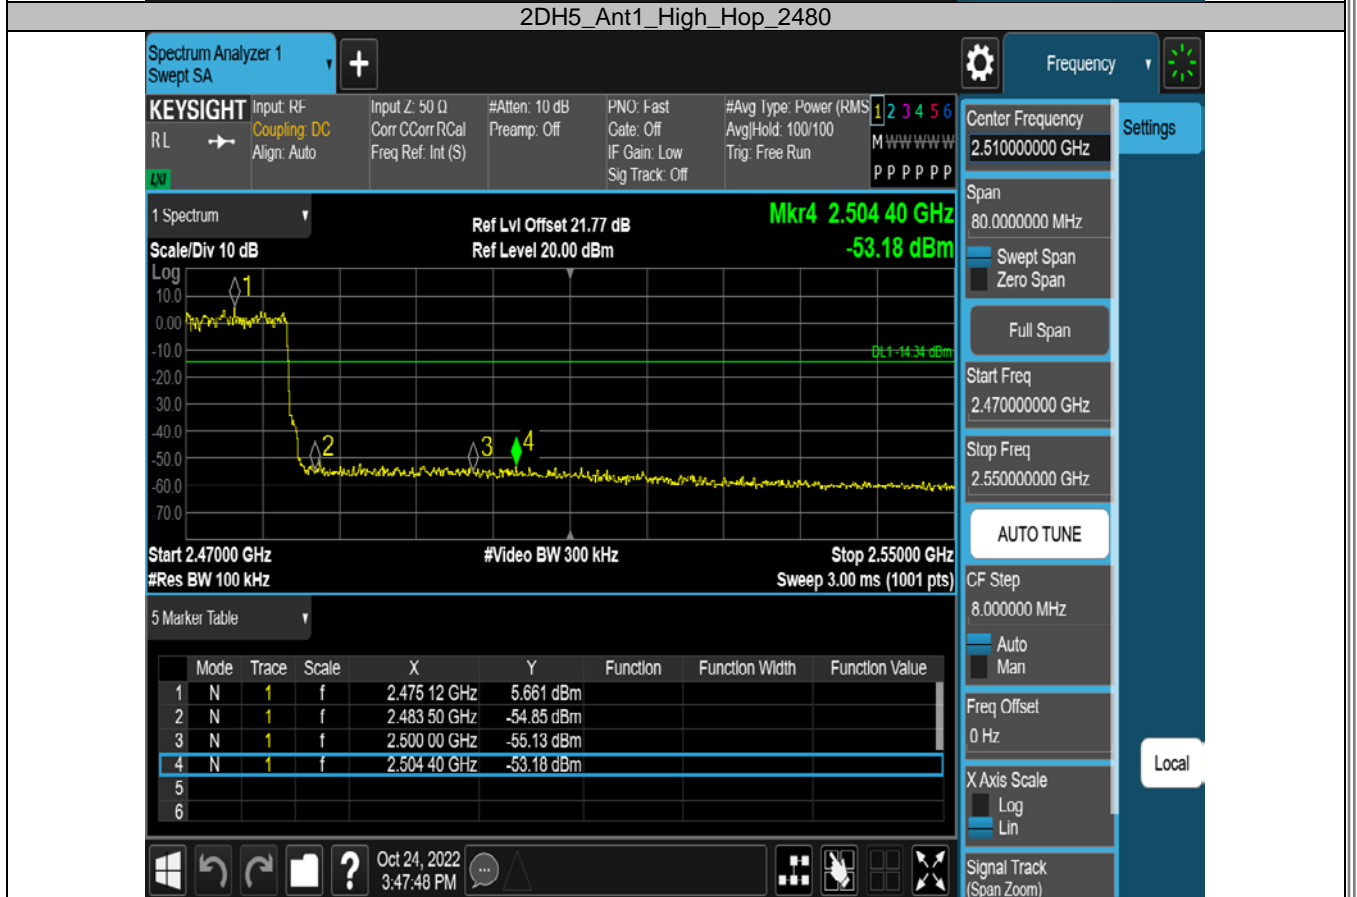 2DH5_Ant1_High_Hop_2480
Spectrum Analyzer 1
Swept SA
Frequency
KEYSIGHT
RL
LXI
Input: RF
Coupling: DC
Align: Auto
Input Z: 50 Ω
Corr CCorr RCal
Freq Ref: Int (S)
#Atten: 10 dB
Preamp: Off
PNO: Fast
Gate: Off
IF Gain: Low
Sig Track: Off
#Avg Type: Power (RMS
Avg|Hold: 100/100
Trig: Free Run
1 2 3 4 5 6
M W W W W W
P P P P P P
1 Spectrum
Scale/Div 10 dB
Ref Lvl Offset 21.77 dB
Ref Level 20.00 dBm
Mkr4 2.504 40 GHz
-53.18 dBm
Log
10.0
0.00
-10.0
-20.0
30.0
-40.0
-50.0
-60.0
70.0
1
2
3
4
DL1 -14.34 dBm
Start 2.47000 GHz
#Video BW 300 kHz
Stop 2.55000 GHz
#Res BW 100 kHz
Sweep 3.00 ms (1001 pts)
5 Marker Table
Mode Trace Scale X Y Function Function Width Function Value
1 N 1 f 2.475 12 GHz 5.661 dBm
2 N 1 f 2.483 50 GHz -54.85 dBm
3 N 1 f 2.500 00 GHz -55.13 dBm
4 N 1 f 2.504 40 GHz -53.18 dBm
5
6
Oct 24, 2022
3:47:48 PM
Center Frequency
2.510000000 GHz
Settings
Span
80.0000000 MHz
Swept Span
Zero Span
Full Span
Start Freq
2.470000000 GHz
Stop Freq
2.550000000 GHz
AUTO TUNE
CF Step
8.000000 MHz
Auto
Man
Freq Offset
0 Hz
Local
X Axis Scale
Log
Lin
Signal Track
(Span Zoom)